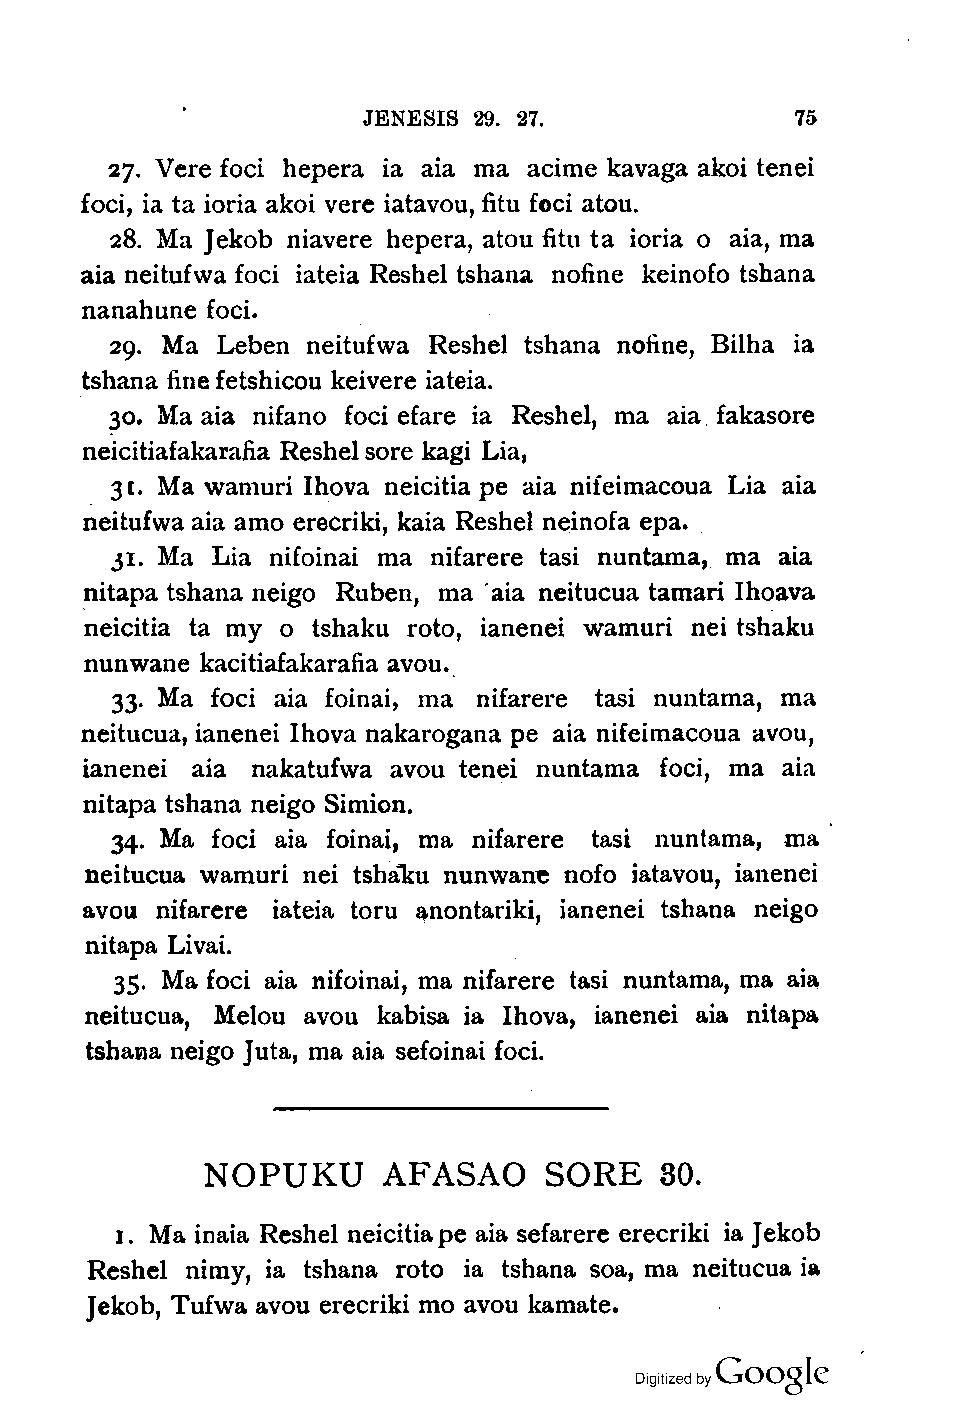 JENESIS 29. 27. 75
27. Vere foci hepera ia aia ma acime kavaga akoi tenei
foci, ia ta ioria akoi vere iatavou, fitu foci atou.
28. Ma Jekob niavere hepera, atou fitu ta ioria o aia, ma
aia neitufwa foci iateia Reshel tshana nofine keinofo tshana
nanahune foci.
29. Ma Leben neitufwa Reshel tshana nofine, Bilha ia
tshana fine fetshicou keivere iateia.
30. Ma aia nifano foci efare ia Reshel, ma aia fakasore
neicitiafakarafia Reshel sore kagi Lia,
31. Ma wamuri Ihova neicitia pe aia nifeimacoua Lia aia
neitufwa aia amo erecriki, kaia Reshel neinofa epa.
31. Ma Lia nifoinai ma nifarere tasi nuntama, ma aia
nitapa tshana neigo Ruben, ma aia neitucua tamari Ihoava
neicitia ta my o tshaku roto, ianenei wamuri nei tshaku
nunwane kacitiafakarafia avou.
33. Ma foci aia foinai, ma nifarere tasi nuntama, ma
neitucua, ianenei Ihova nakarogana pe aia nifeimacoua avou,
ianenei aia nakatufwa avou tenei nuntama foci, ma aia
nitapa tshana neigo Simion.
34. Ma foci aia foinai, ma nifarere tasi nuntama, ma
neitucua wamuri nei tshaku nunwane nofo iatavou, ianenei
avou nifarere iateia toru anontariki, ianenei tshana neigo
nitapa Livai.
35. Ma foci aia nifoinai, ma nifarere tasi nuntama, ma aia
neitucua, Melou avou kabisa ia Ihova, ianenei aia nitapa
tshana neigo Juta, ma aia sefoinai foci.
NOPUKU AFASAO SORE 30.
1. Ma inaia Reshel neicitia pe aia sefarere erecriki ia Jekob
Reshel nimy, ia tshana roto ia tshana soa, ma neitucua ia
Jekob, Tufwa avou erecriki mo avou kamate.
Digitized by Google